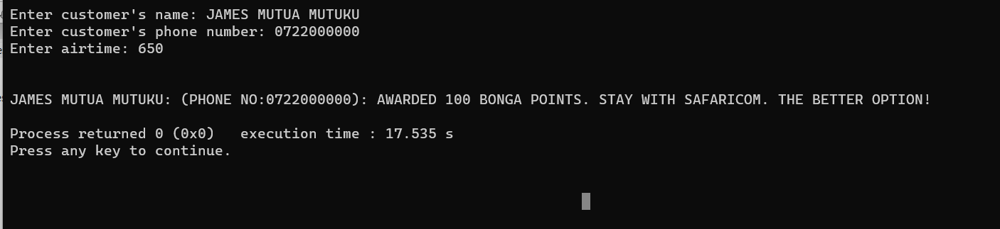 Enter customer's name: JAMES MUTUA MUTUKU
Enter customer's phone number: 0722000000
Enter airtime: 650
JAMES MUTUA MUTUKU: (PHONE NO:0722000000): AWARDED 100 BONGA POINTS. STAY WITH SAFARICOM. THE BETTER OPTION!
Process returned 0 (0x0)   execution time : 17.535 s
Press any key to continue.